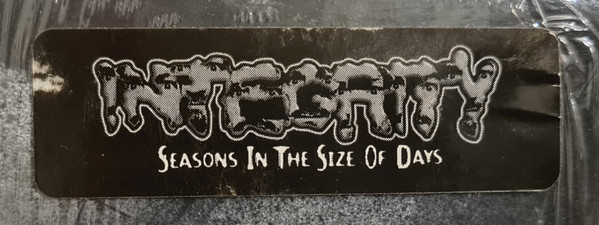 INTEGRITY
SEASONS IN THE SIZE OF DAYS